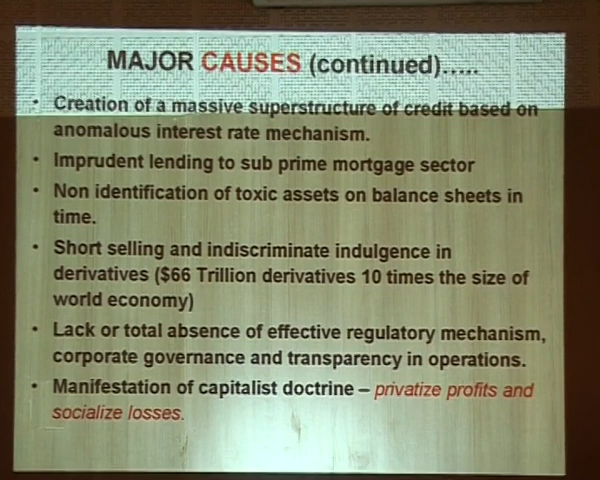 MAJOR CAUSES (continued).....
• Creation of a massive superstructure of credit based on
anomalous interest rate mechanism.
• Imprudent lending to sub prime mortgage sector
• Non identification of toxic assets on balance sheets in
time.
• Short selling and indiscriminate indulgence in
derivatives ($66 Trillion derivatives 10 times the size of
world economy)
• Lack or total absence of effective regulatory mechanism,
corporate governance and transparency in operations.
• Manifestation of capitalist doctrine – privatize profits and
socialize losses.